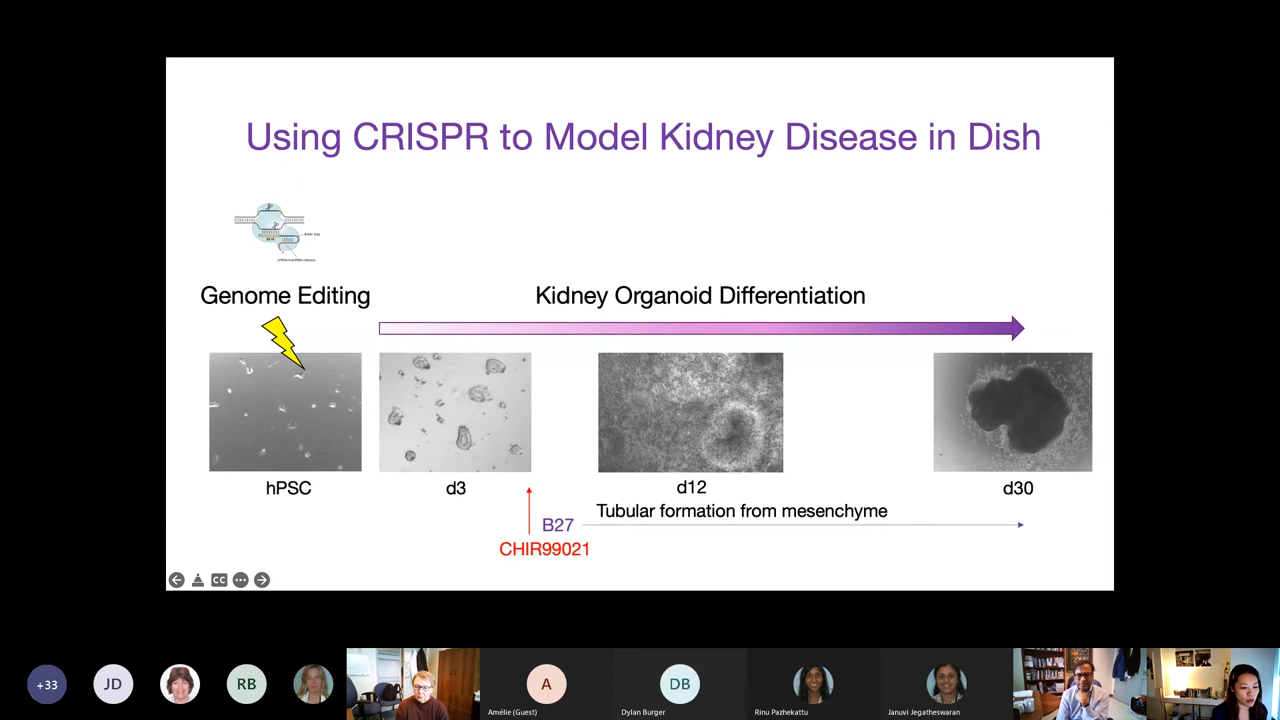 Using CRISPR to Model Kidney Disease in Dish
Genome Editing
Kidney Organoid Differentiation
hPSC
d3
d12
d30
Tubular formation from mesenchyme
B27
CHIR99021
CC
+33
JD
RB
A
DB
Amélie (Guest)
Dylan Burger
Rinu Pazhekattu
Januvi Jegatheswaran